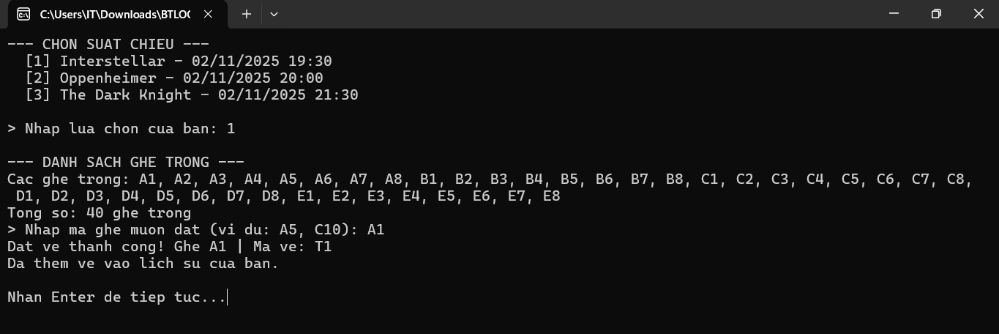 C:\Users\IT\Downloads\BTLO
--- CHON SUAT CHIEU ---
[1] Interstellar - 02/11/2025 19:30
[2] Oppenheimer - 02/11/2025 20:00
[3] The Dark Knight - 02/11/2025 21:30
> Nhap lua chon cua ban: 1
--- DANH SACH GHE TRONG ---
Cac ghe trong: A1, A2, A3, A4, A5, A6, A7, A8, B1, B2, B3, B4, B5, B6, B7, B8, C1, C2, C3, C4, C5, C6, C7, C8,
D1, D2, D3, D4, D5, D6, D7, D8, E1, E2, E3, E4, E5, E6, E7, E8
Tong so: 40 ghe trong
> Nhap ma ghe muon dat (vi du: A5, C10): A1
Dat ve thanh cong! Ghe A1 | Ma ve: T1
Da them ve vao lich su cua ban.
Nhan Enter de tiep tuc...